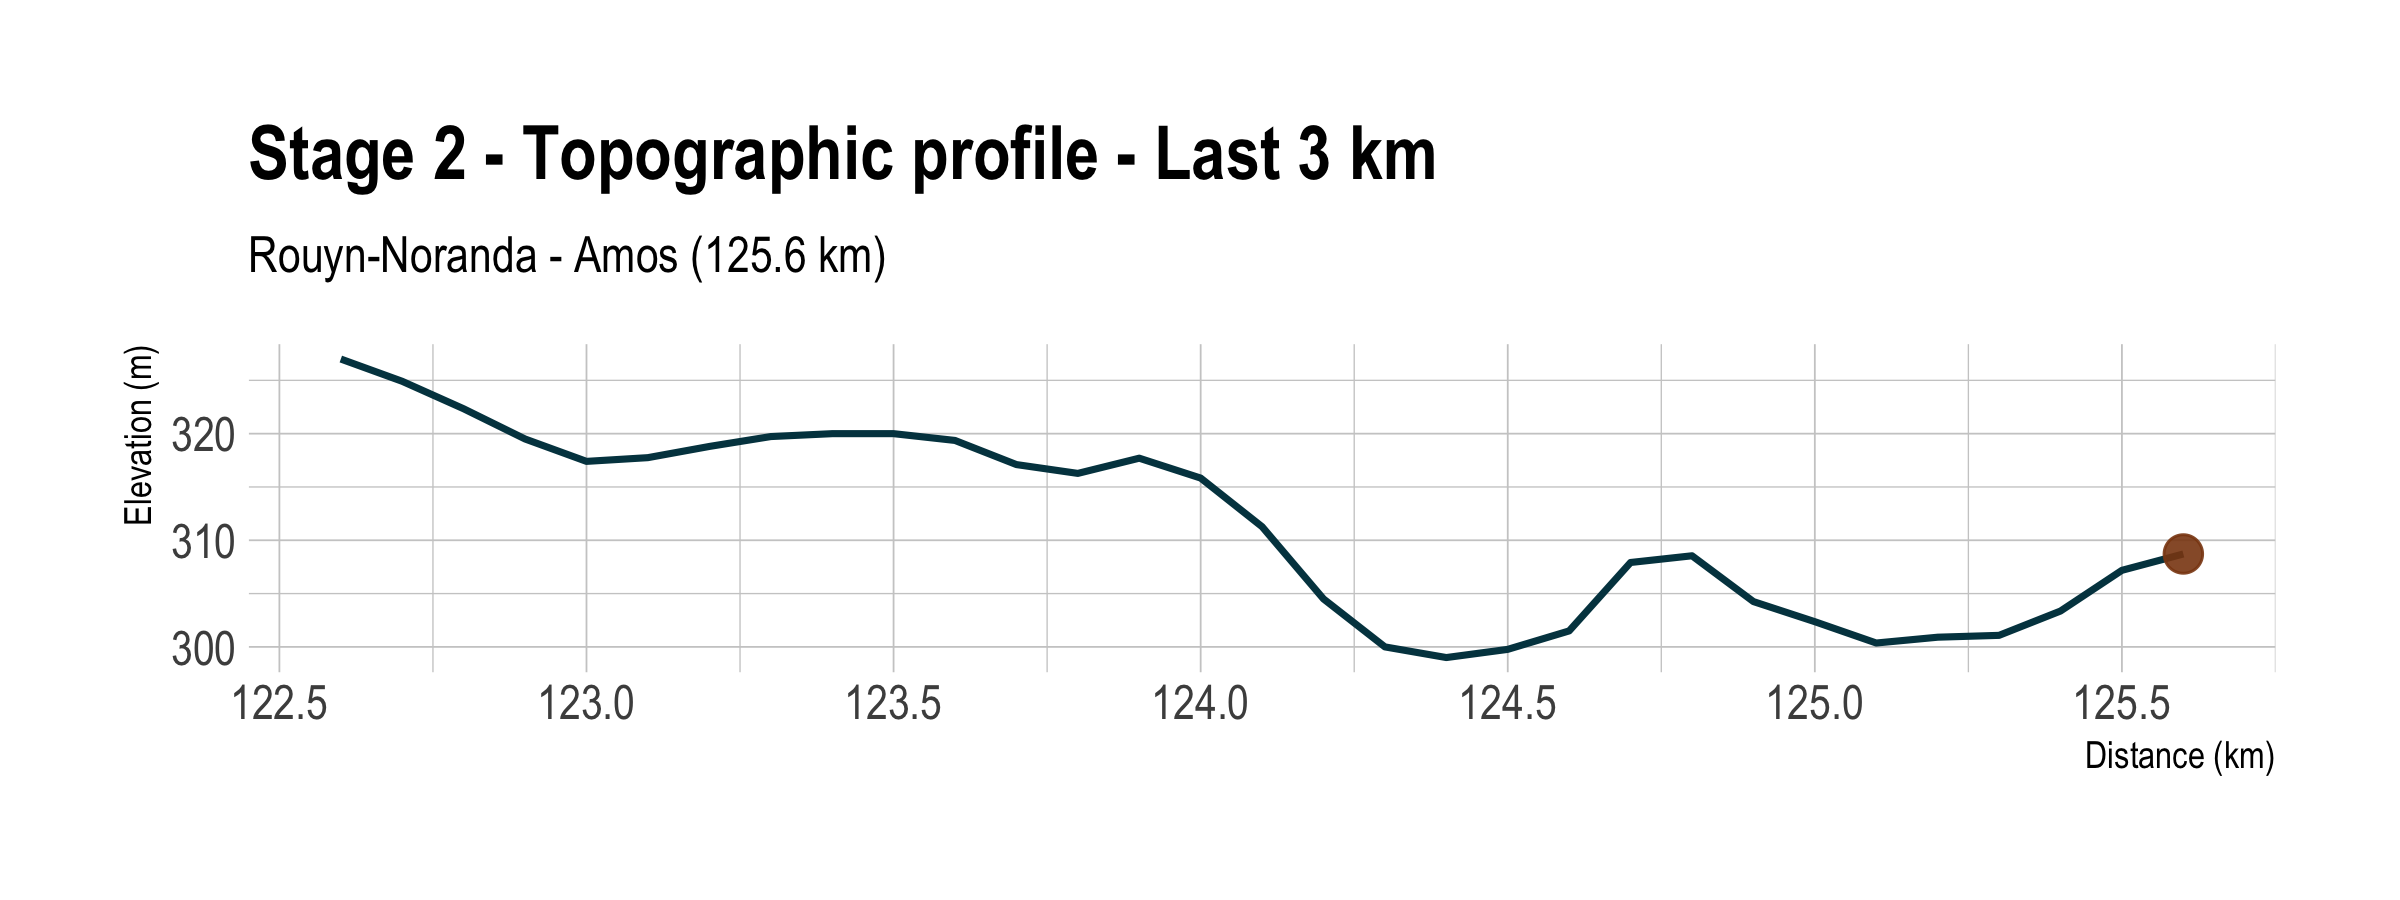 Stage 2 - Topographic profile - Last 3 km
Rouyn-Noranda - Amos (125.6 km)
Elevation (m)
320
310
300
122.5 123.0 123.5 124.0 124.5 125.0 125.5
Distance (km)